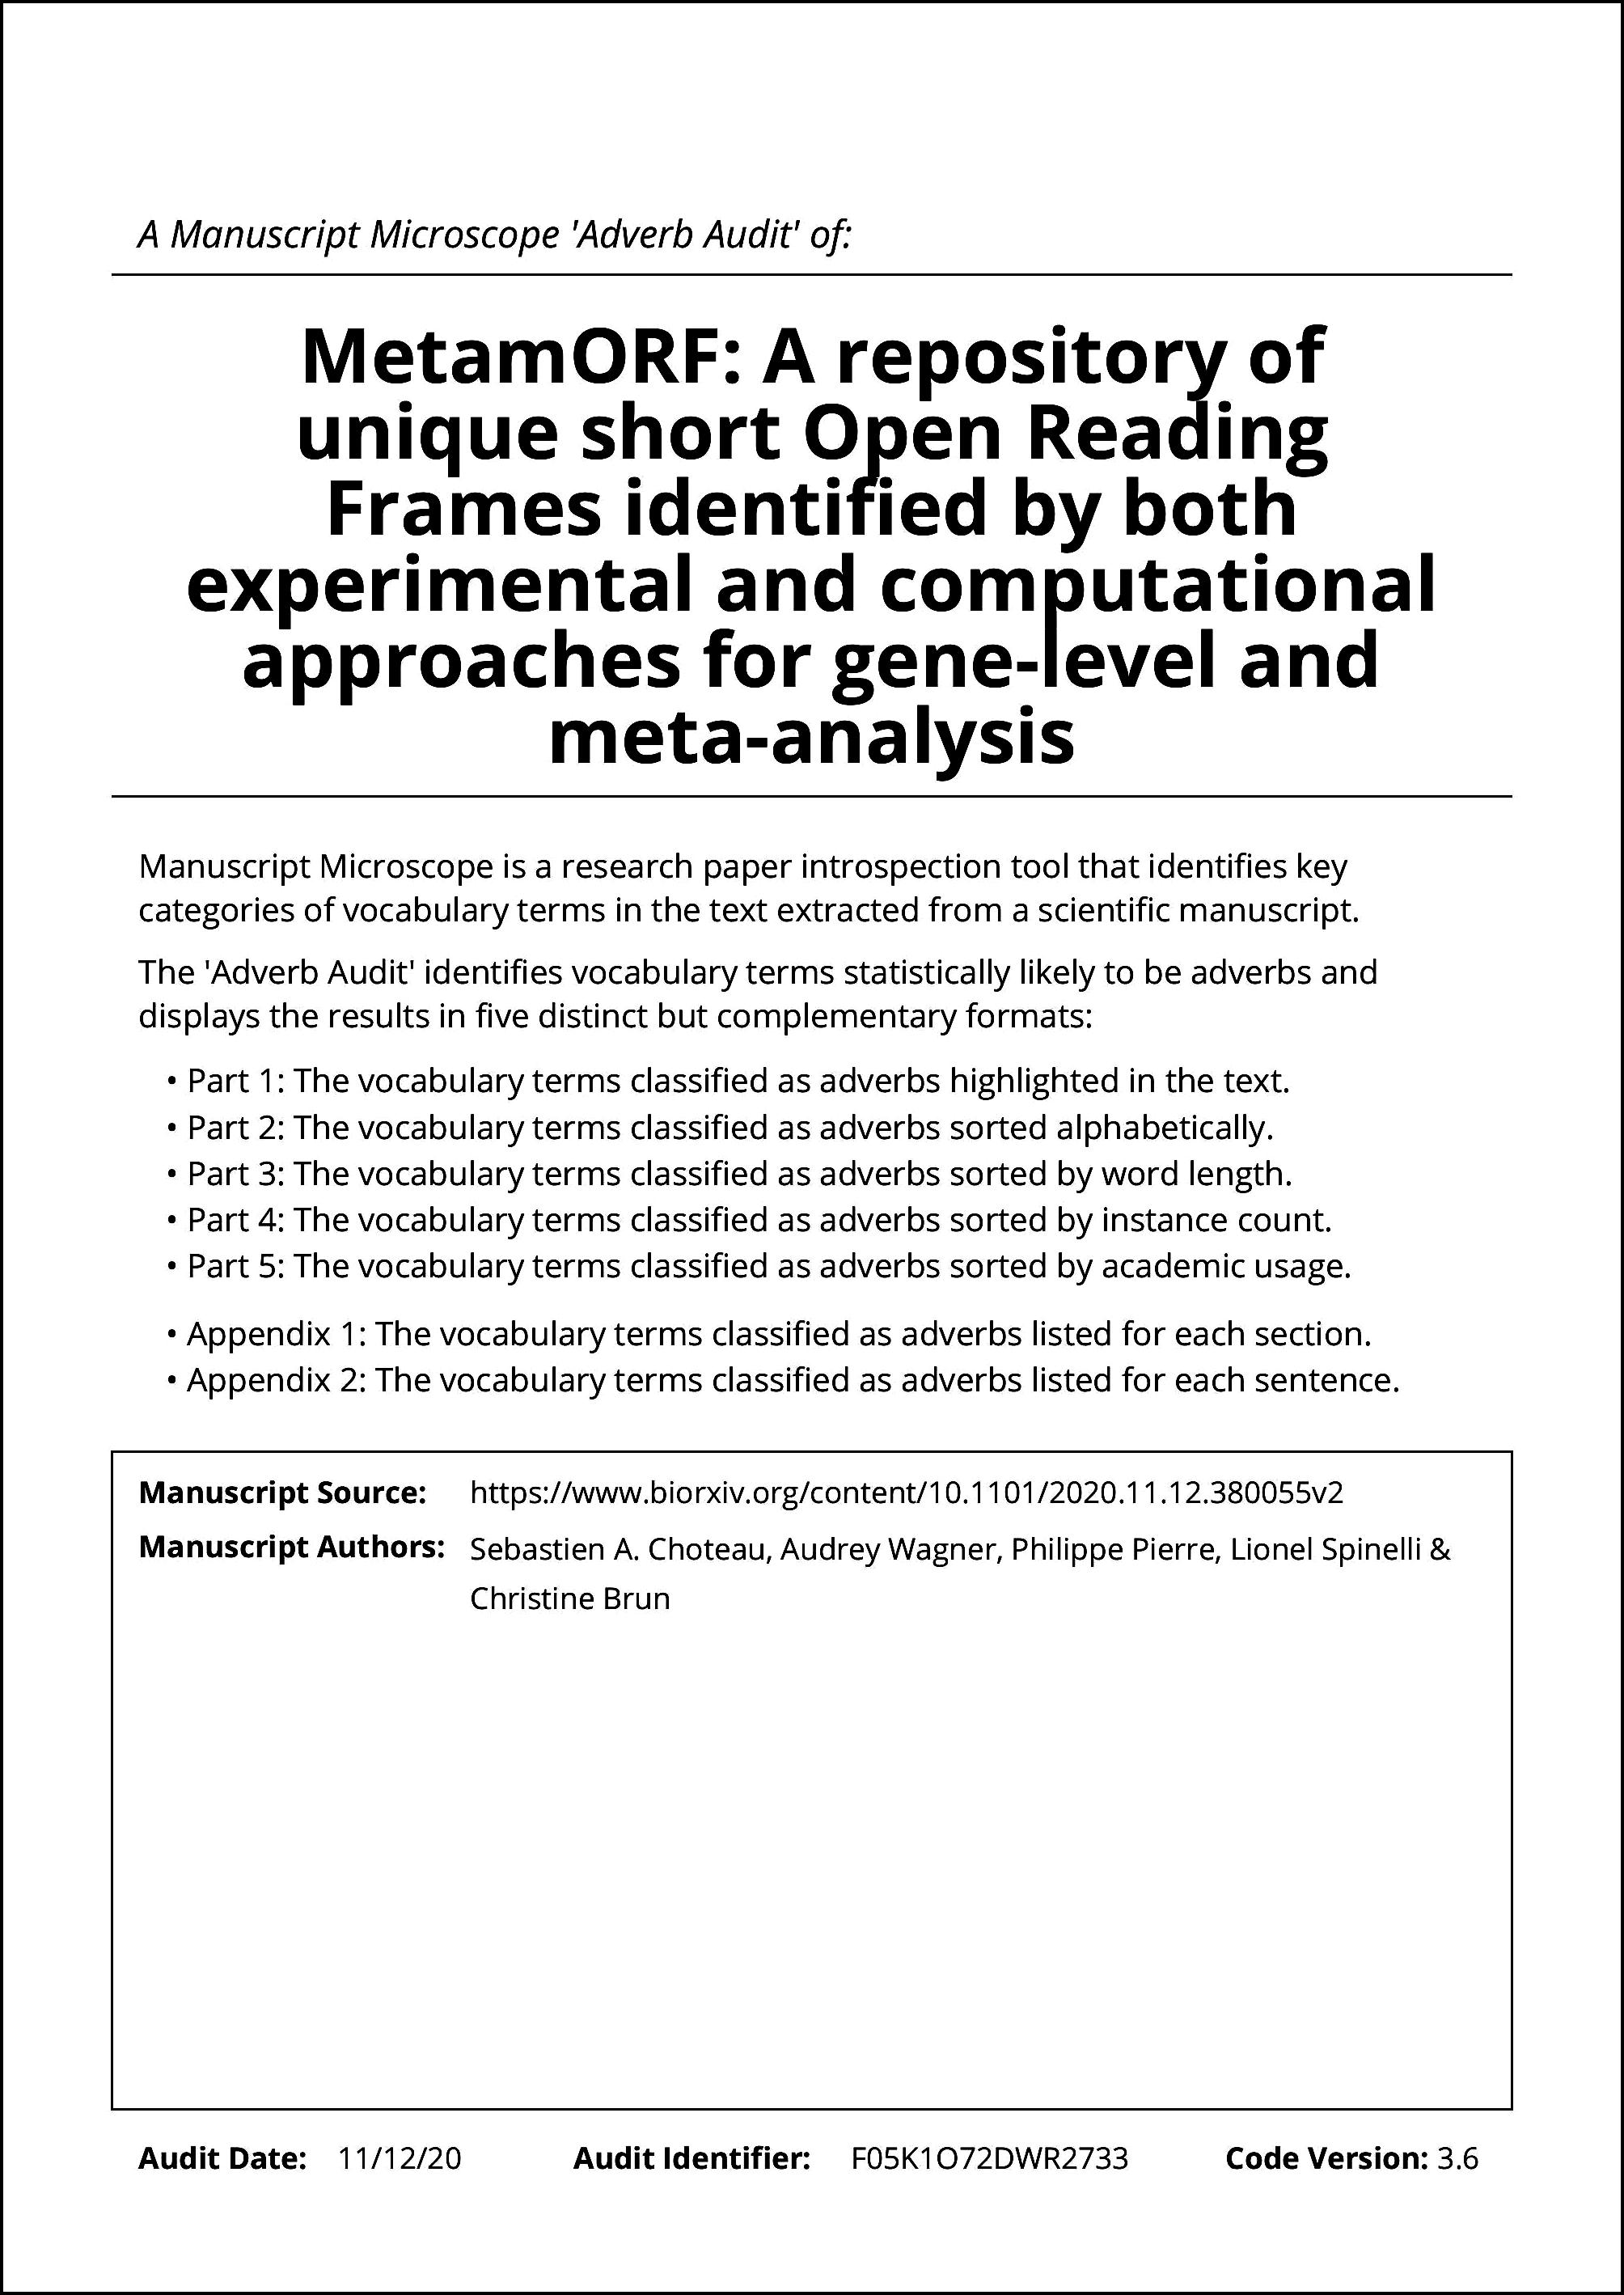 A Manuscript Microscope 'Adverb Audit' of:
MetamORF: A repository of
unique short Open Reading
Frames identified by both
experimental and computational
approaches for gene-level and
meta-analysis
Manuscript Microscope is a research paper introspection tool that identifies key
categories of vocabulary terms in the text extracted from a scientific manuscript.
The 'Adverb Audit' identifies vocabulary terms statistically likely to be adverbs and
displays the results in five distinct but complementary formats:
• Part 1: The vocabulary terms classified as adverbs highlighted in the text.
• Part 2: The vocabulary terms classified as adverbs sorted alphabetically.
• Part 3: The vocabulary terms classified as adverbs sorted by word length.
• Part 4: The vocabulary terms classified as adverbs sorted by instance count.
• Part 5: The vocabulary terms classified as adverbs sorted by academic usage.
• Appendix 1: The vocabulary terms classified as adverbs listed for each section.
• Appendix 2: The vocabulary terms classified as adverbs listed for each sentence.
Manuscript Source: https://www.biorxiv.org/content/10.1101/2020.11.12.380055v2
Manuscript Authors: Sebastien A. Choteau, Audrey Wagner, Philippe Pierre, Lionel Spinelli &
Christine Brun
Audit Date: 11/12/20 Audit Identifier: F05K1O72DWR2733 Code Version: 3.6